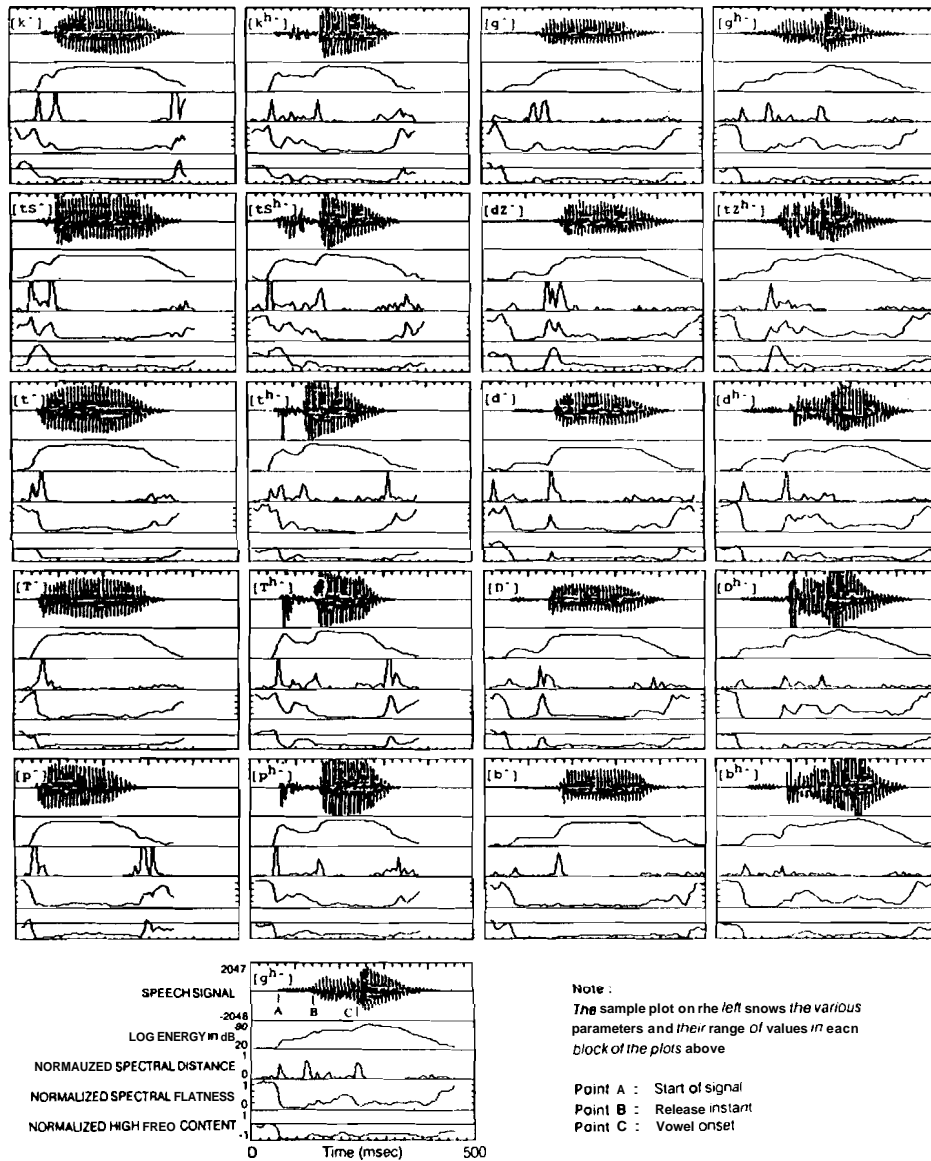 [k-] [kh-] [g-] [gh-]
[tS-] [tSh-] [dZ-] [tZh-]
[t-] [th-] [d-] [dh-]
[T-] [Th-] [D-] [Dh-]
[p-] [ph-] [b-] [bh-]
2047
[gh-]
SPEECH SIGNAL
A B C
-2048
90
LOG ENERGY in dB
20
1
NORMAUZED SPECTRAL DISTANCE
0
1
NORMALIZED SPECTRAL FLATNESS
0
1
NORMALIZED HIGH FREO CONTENT
-1
0 Time (msec) 500
Note :
The sample plot on rhe left snows the various
parameters and their range of values in eacn
block of the plots above
Point A : Start of signal
Point B : Release instant
Point C : Vowel onset